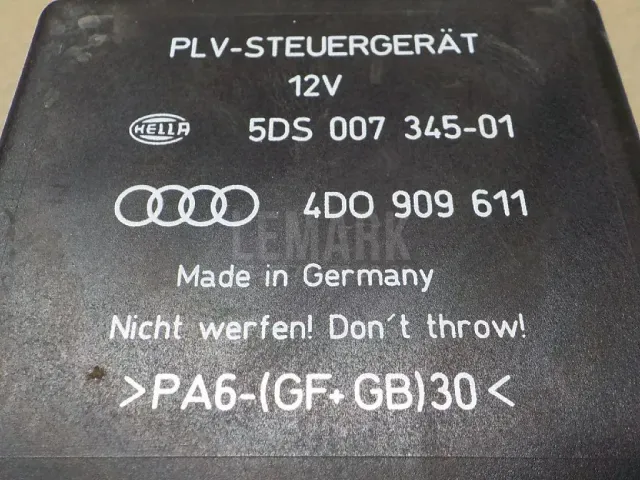 PLV-STEUERGERÄT
12V
HELLA 5DS 007 345-01
4D0 909 611
LEMARK
Made in Germany
Nicht werfen! Don't throw!
>PA6-(GF+GB)30<